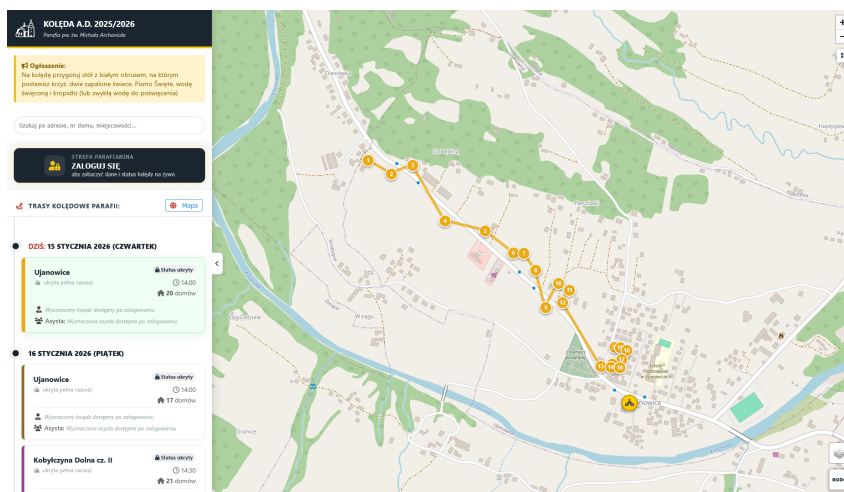 KOLĘDA A.D. 2025/2026
Parafia pw. św. Michała Archanioła
Ogłoszenie:
Na kolędę przygotuj stół z białym obrusem, na którym
postawisz krzyż, dwie zapalone świece, Pismo Święte, wodę
święconą i kropidło (lub zwykłą wodę do poświęcenia)
Szukaj po adresie, nr domu, miejscowości...
STREFA PARAFIANINA
ZALOGUJ SIĘ
aby zobaczyć dane i status kolędy na żywo
TRASY KOLĘDOWE PARAFII:
Mapa
DZIŚ: 15 STYCZNIA 2026 (CZWARTEK)
Ujanowice
Status ukryty
ukryta pełna nazwa)
14:00
20 domów
Wyznaczony ksiądz dostępny po zalogowaniu
Asysta: Wyznaczona asysta dostępna po zalogowaniu
16 STYCZNIA 2026 (PIĄTEK)
Ujanowice
Status ukryty
ukryta pełna nazwa)
14:00
17 domów
Wyznaczony ksiądz dostępny po zalogowaniu
Asysta: Wyznaczona asysta dostępna po zalogowaniu
Kobyłczyna Dolna cz. II
Status ukryty
ukryta pełna nazwa)
14:30
21 domów
+
−
1
2
3
4
5
6
7
8
9
10
11
12
13
14
16
17
W Łęgu
Granice